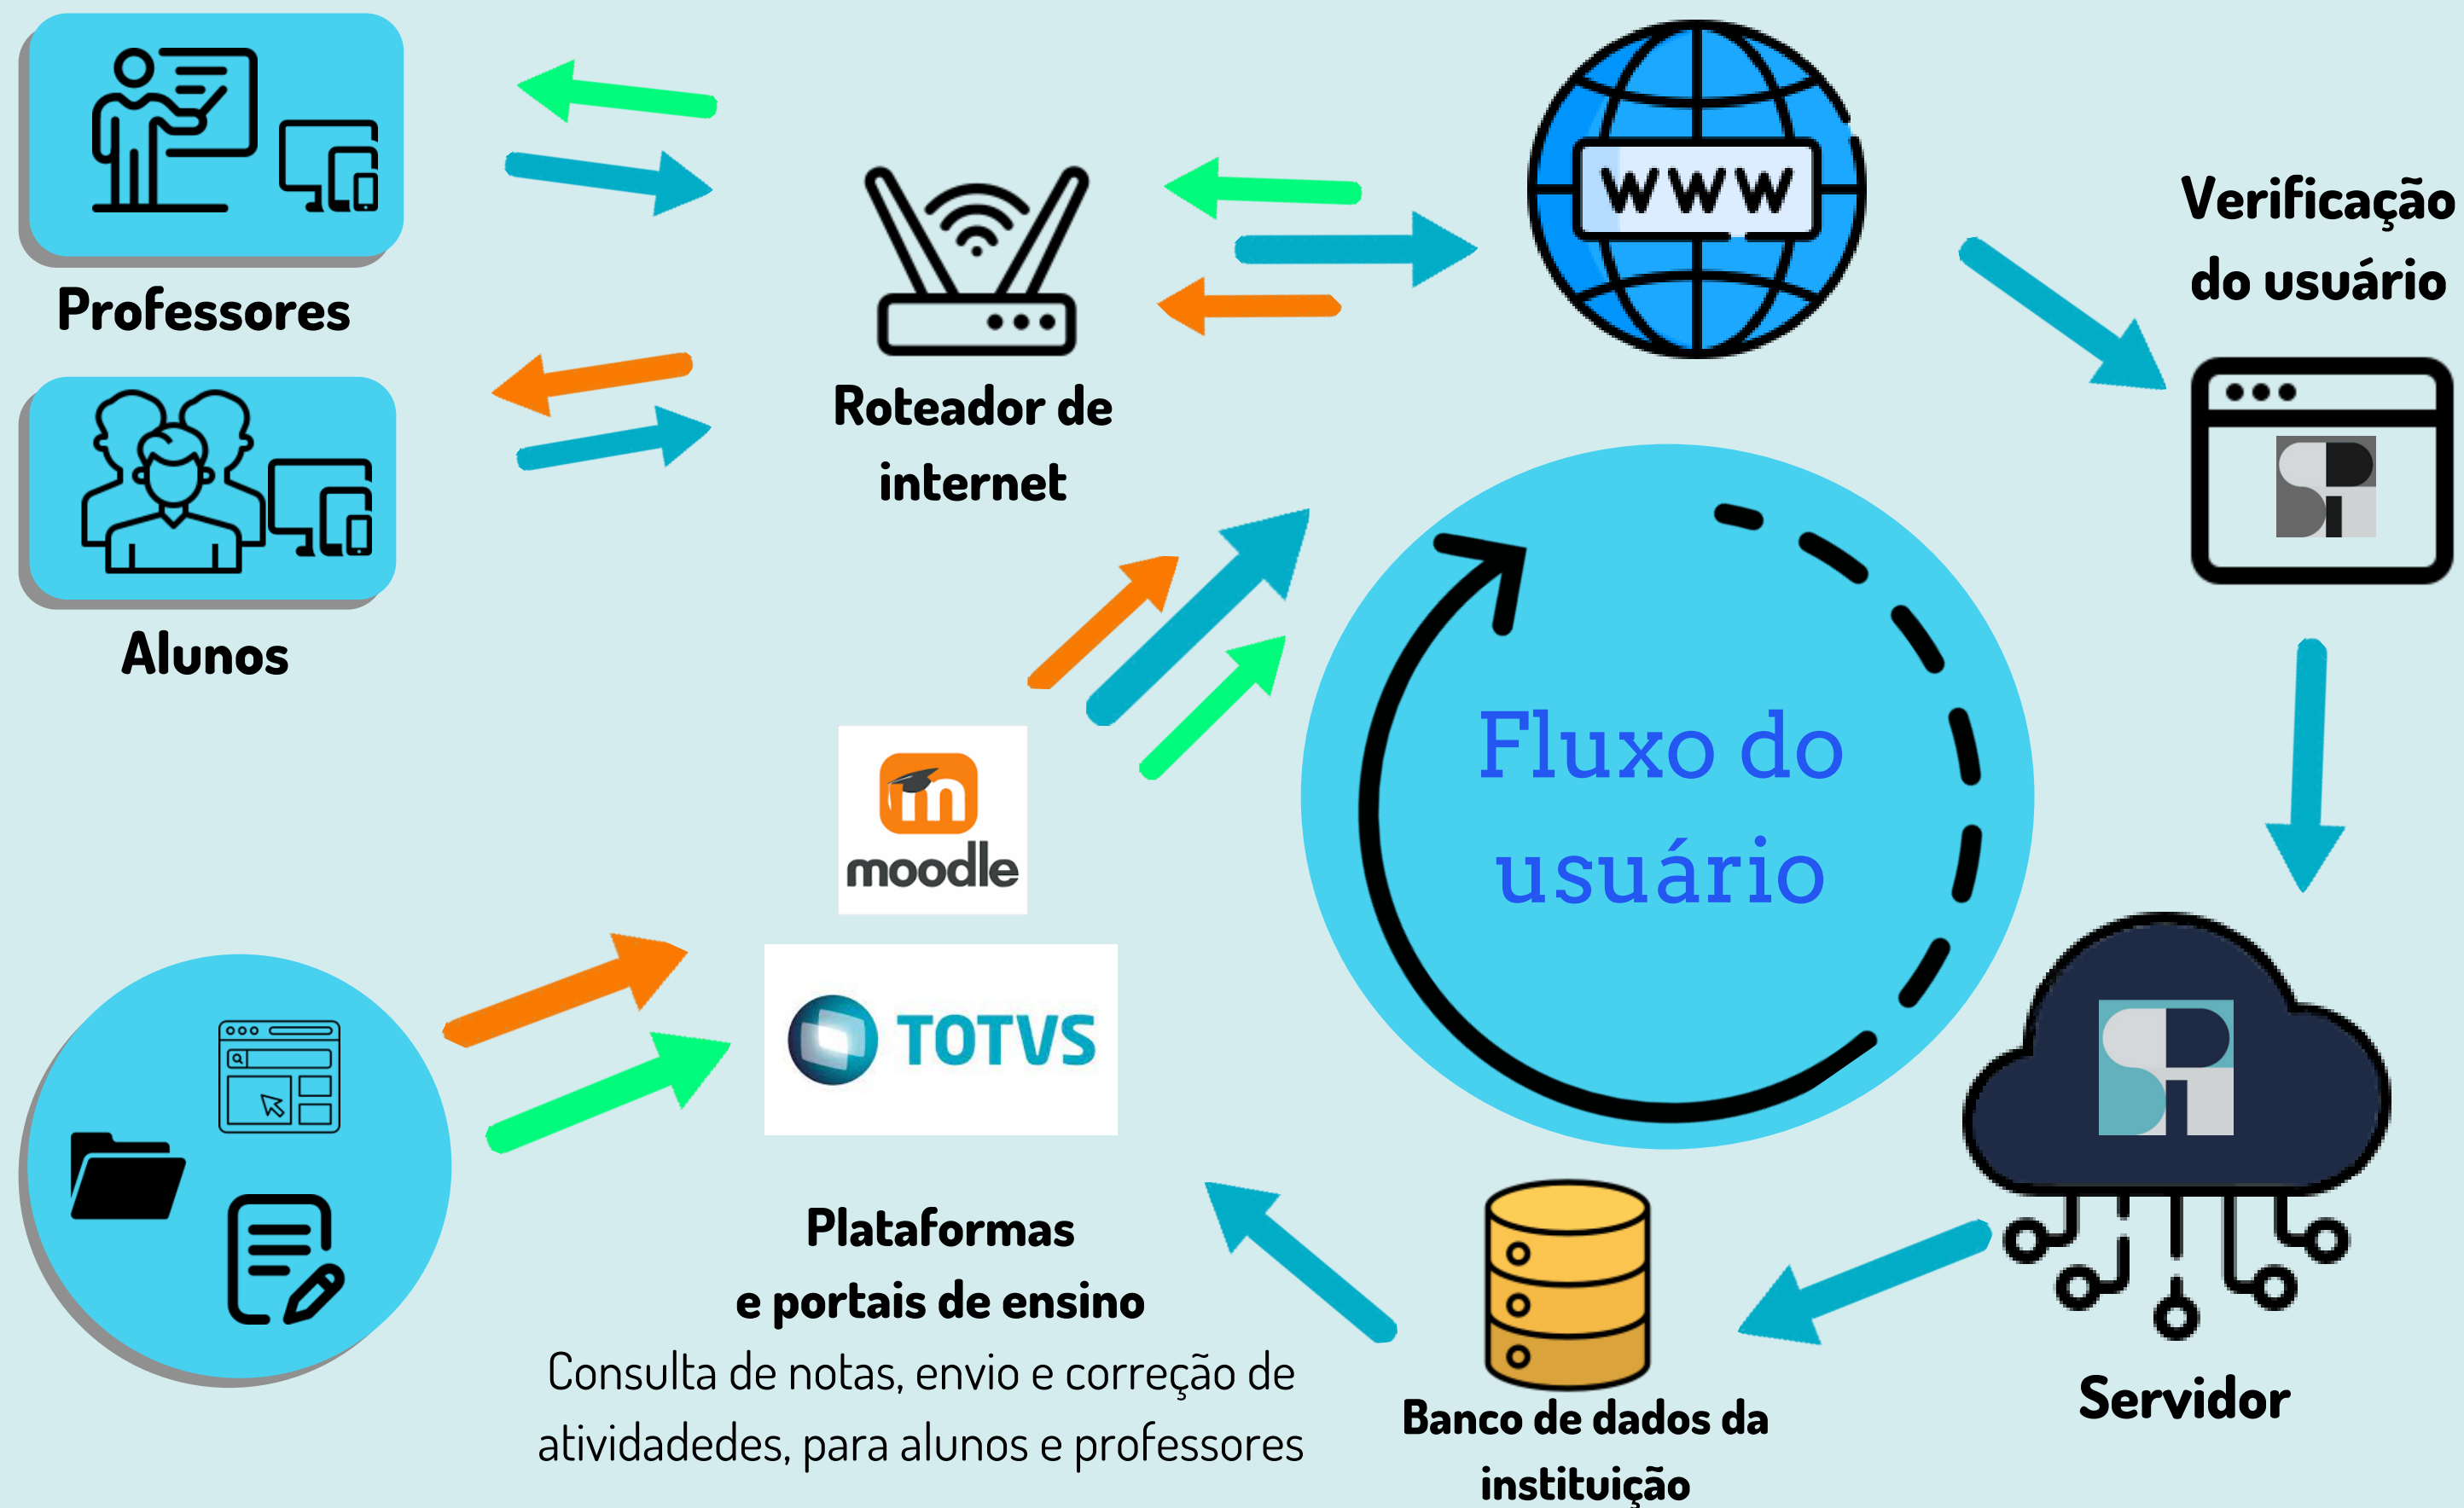 Professores
Alunos
Roteador de
internet
WWW
Verificação
do usuário
Fluxo do
usuário
moodle
TOTVS
Plataformas
e portais de ensino
Consulta de notas, envio e correção de
atividadedes, para alunos e professores
Banco de dados da
instituição
Servidor